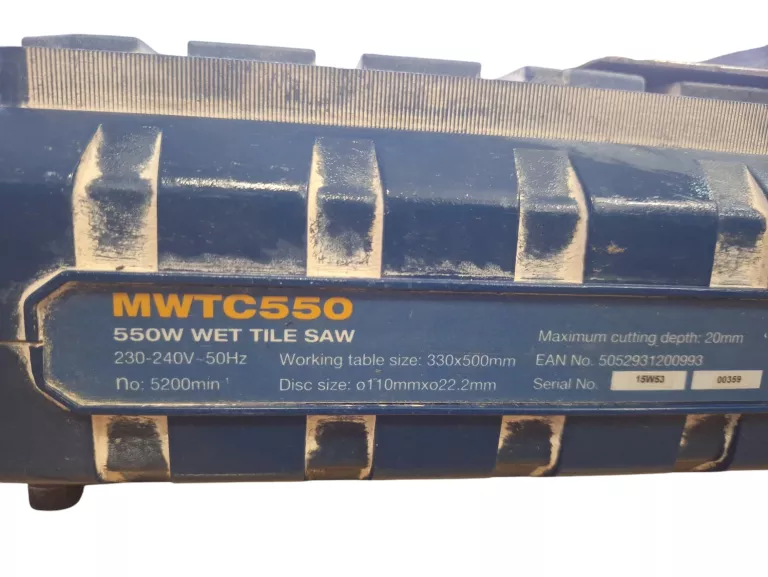 MWTC550
550W WET TILE SAW
Maximum cutting depth: 20mm
230-240V~50Hz Working table size: 330x500mm EAN No. 5052931200993
no: 5200min⁻¹ Disc size: ø110mmxø22.2mm Serial No. 15W53 00359